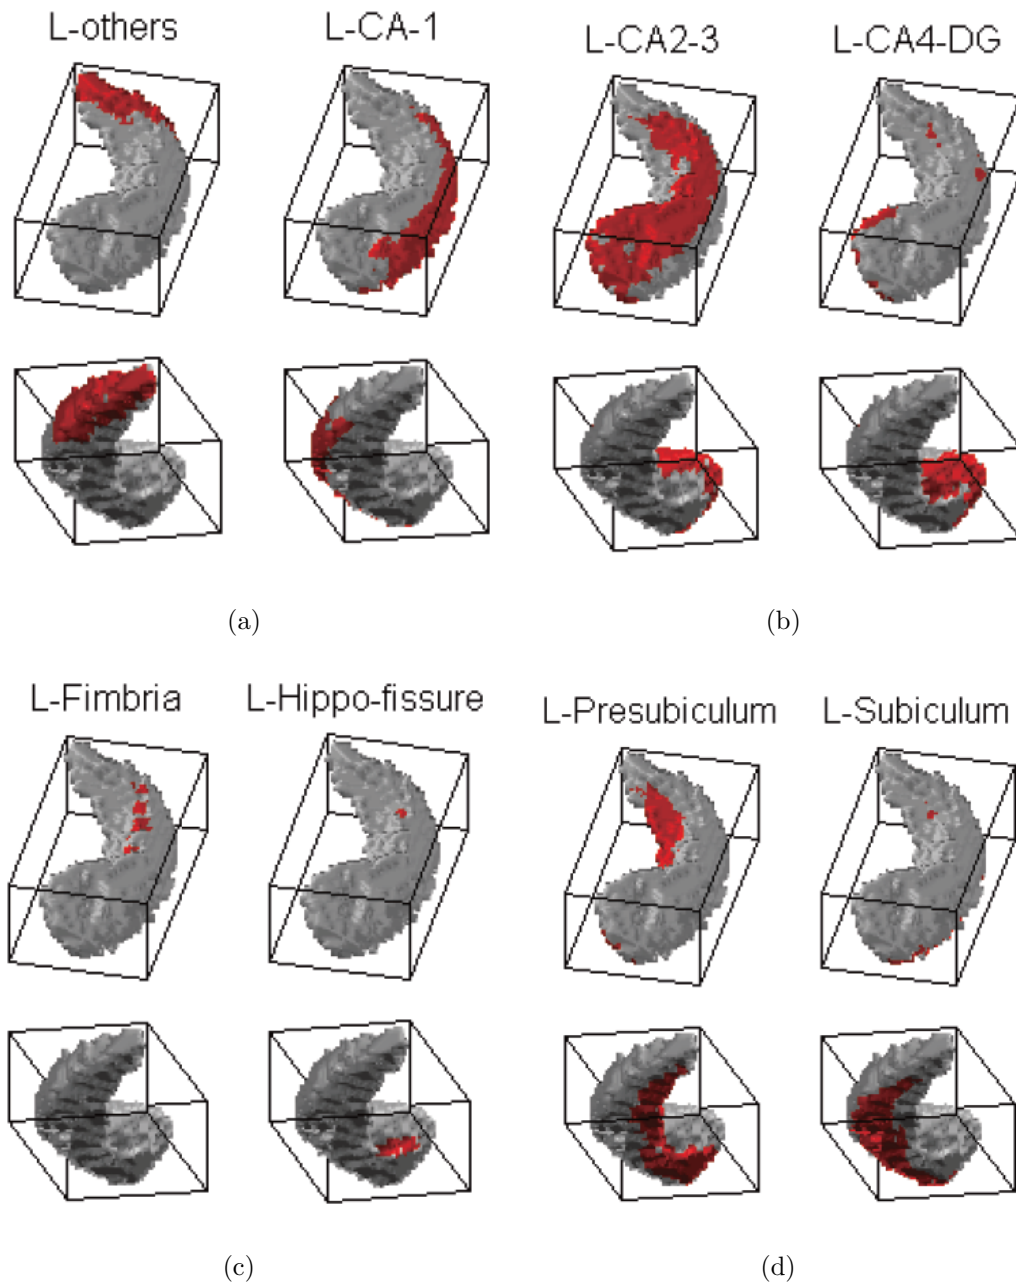 L-others L-CA-1 L-CA2-3 L-CA4-DG
(a) (b)
L-Fimbria L-Hippo-fissure L-Presubiculum L-Subiculum
(c) (d)